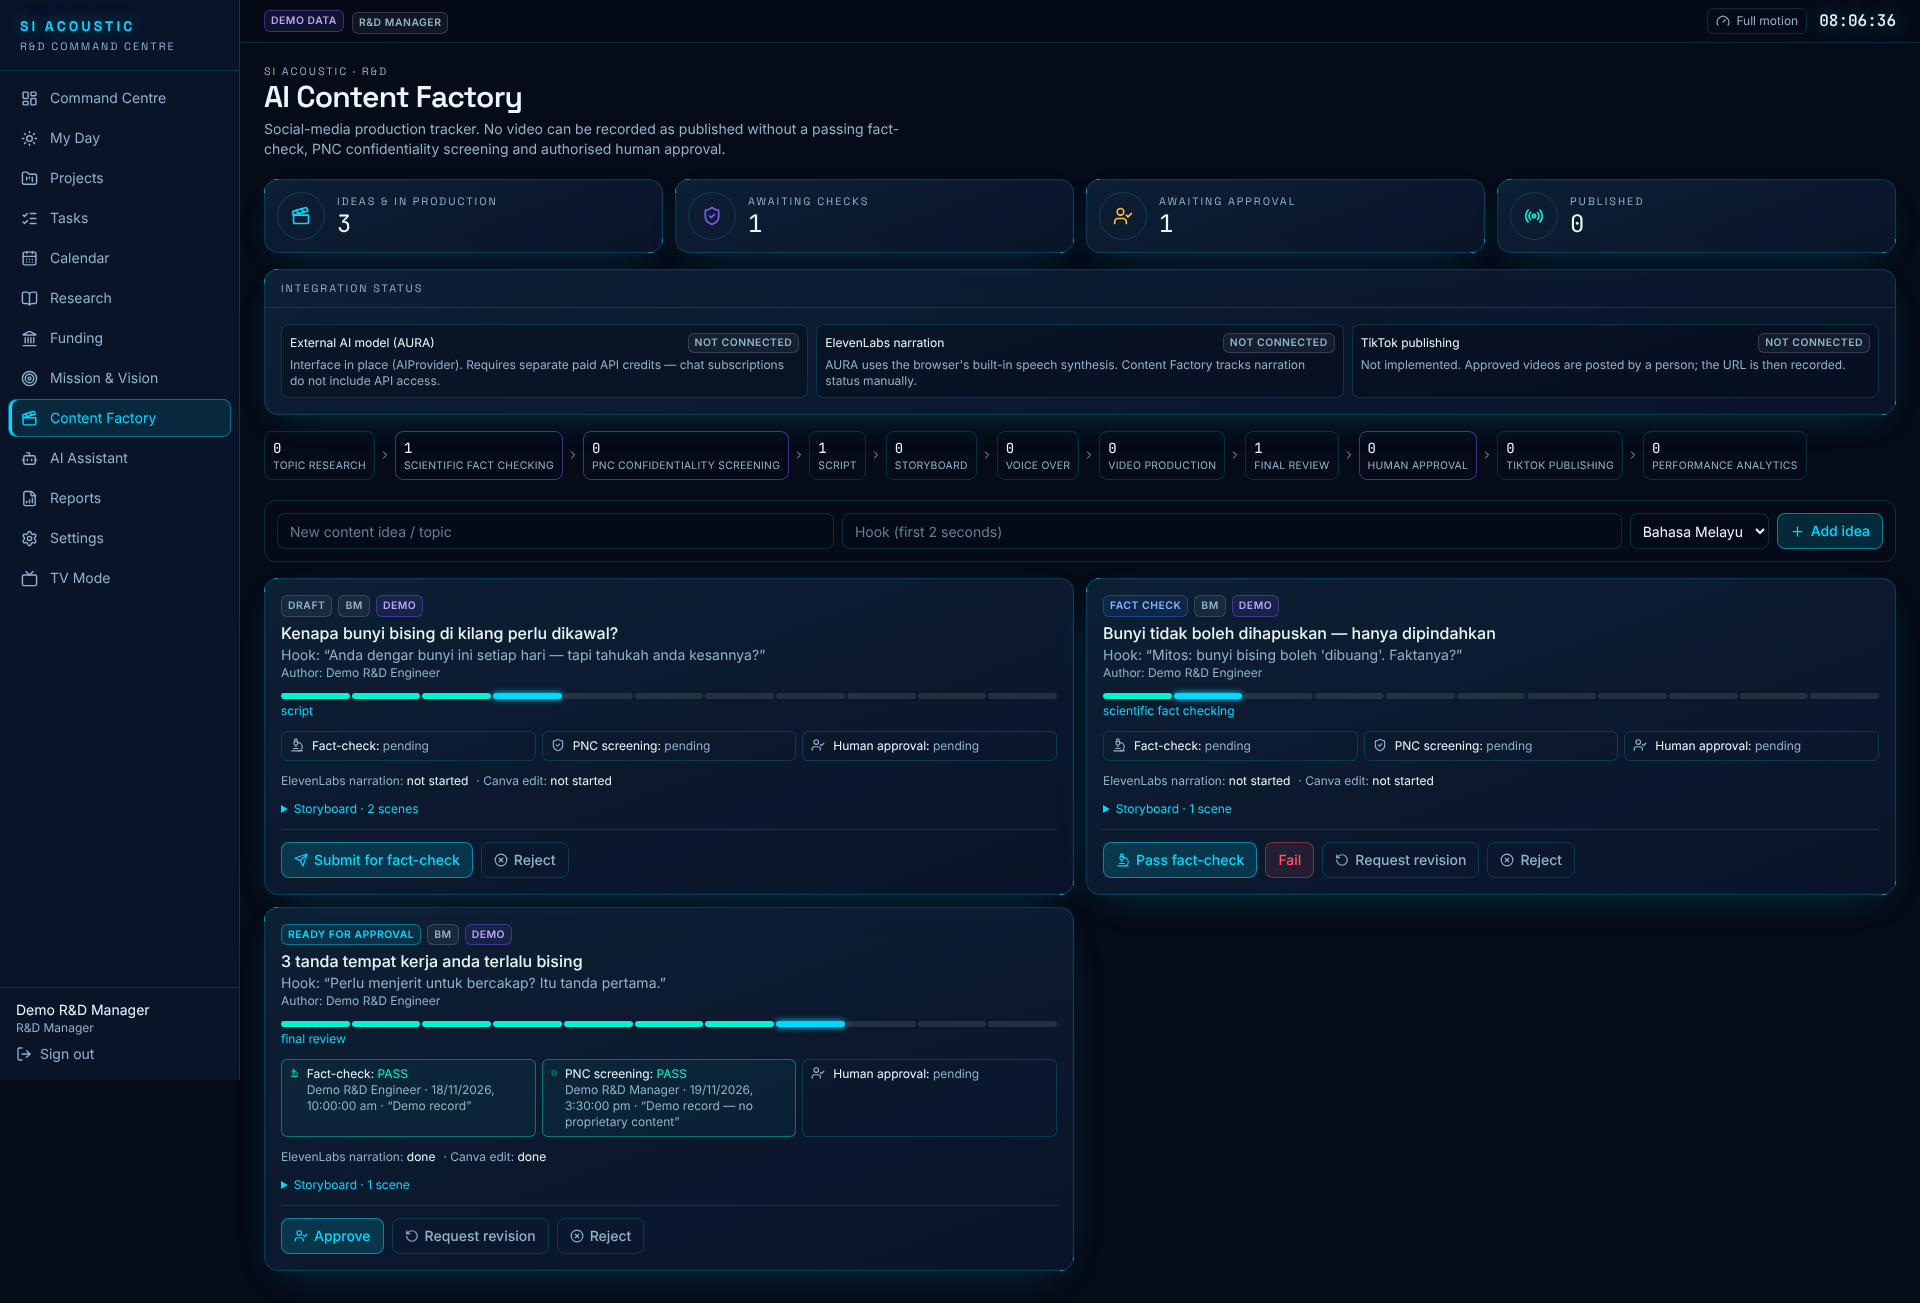 SI ACOUSTIC
R&D COMMAND CENTRE
Command Centre
My Day
Projects
Tasks
Calendar
Research
Funding
Mission & Vision
Content Factory
AI Assistant
Reports
Settings
TV Mode
Demo R&D Manager
R&D Manager
Sign out
DEMO DATA
R&D MANAGER
Full motion
08:06:36
SI ACOUSTIC · R&D
AI Content Factory
Social-media production tracker. No video can be recorded as published without a passing fact-
check, PNC confidentiality screening and authorised human approval.
IDEAS & IN PRODUCTION
3
AWAITING CHECKS
1
AWAITING APPROVAL
1
PUBLISHED
0
INTEGRATION STATUS
External AI model (AURA)
NOT CONNECTED
Interface in place (AIProvider). Requires separate paid API credits — chat subscriptions
do not include API access.
ElevenLabs narration
NOT CONNECTED
AURA uses the browser's built-in speech synthesis. Content Factory tracks narration
status manually.
TikTok publishing
NOT CONNECTED
Not implemented. Approved videos are posted by a person; the URL is then recorded.
0
TOPIC RESEARCH
1
SCIENTIFIC FACT CHECKING
0
PNC CONFIDENTIALITY SCREENING
1
SCRIPT
0
STORYBOARD
0
VOICE OVER
0
VIDEO PRODUCTION
1
FINAL REVIEW
0
HUMAN APPROVAL
0
TIKTOK PUBLISHING
0
PERFORMANCE ANALYTICS
New content idea / topic
Hook (first 2 seconds)
Bahasa Melayu
+ Add idea
DRAFT
BM
DEMO
Kenapa bunyi bising di kilang perlu dikawal?
Hook: “Anda dengar bunyi ini setiap hari — tapi tahukah anda kesannya?”
Author: Demo R&D Engineer
script
Fact-check: pending
PNC screening: pending
Human approval: pending
ElevenLabs narration: not started · Canva edit: not started
Storyboard · 2 scenes
Submit for fact-check
Reject
FACT CHECK
BM
DEMO
Bunyi tidak boleh dihapuskan — hanya dipindahkan
Hook: “Mitos: bunyi bising boleh 'dibuang'. Faktanya?”
Author: Demo R&D Engineer
scientific fact checking
Fact-check: pending
PNC screening: pending
Human approval: pending
ElevenLabs narration: not started · Canva edit: not started
Storyboard · 1 scene
Pass fact-check
Fail
Request revision
Reject
READY FOR APPROVAL
BM
DEMO
3 tanda tempat kerja anda terlalu bising
Hook: “Perlu menjerit untuk bercakap? Itu tanda pertama.”
Author: Demo R&D Engineer
final review
Fact-check: PASS
Demo R&D Engineer · 18/11/2026,
10:00:00 am · “Demo record”
PNC screening: PASS
Demo R&D Manager · 19/11/2026,
3:30:00 pm · “Demo record — no
proprietary content”
Human approval: pending
ElevenLabs narration: done · Canva edit: done
Storyboard · 1 scene
Approve
Request revision
Reject